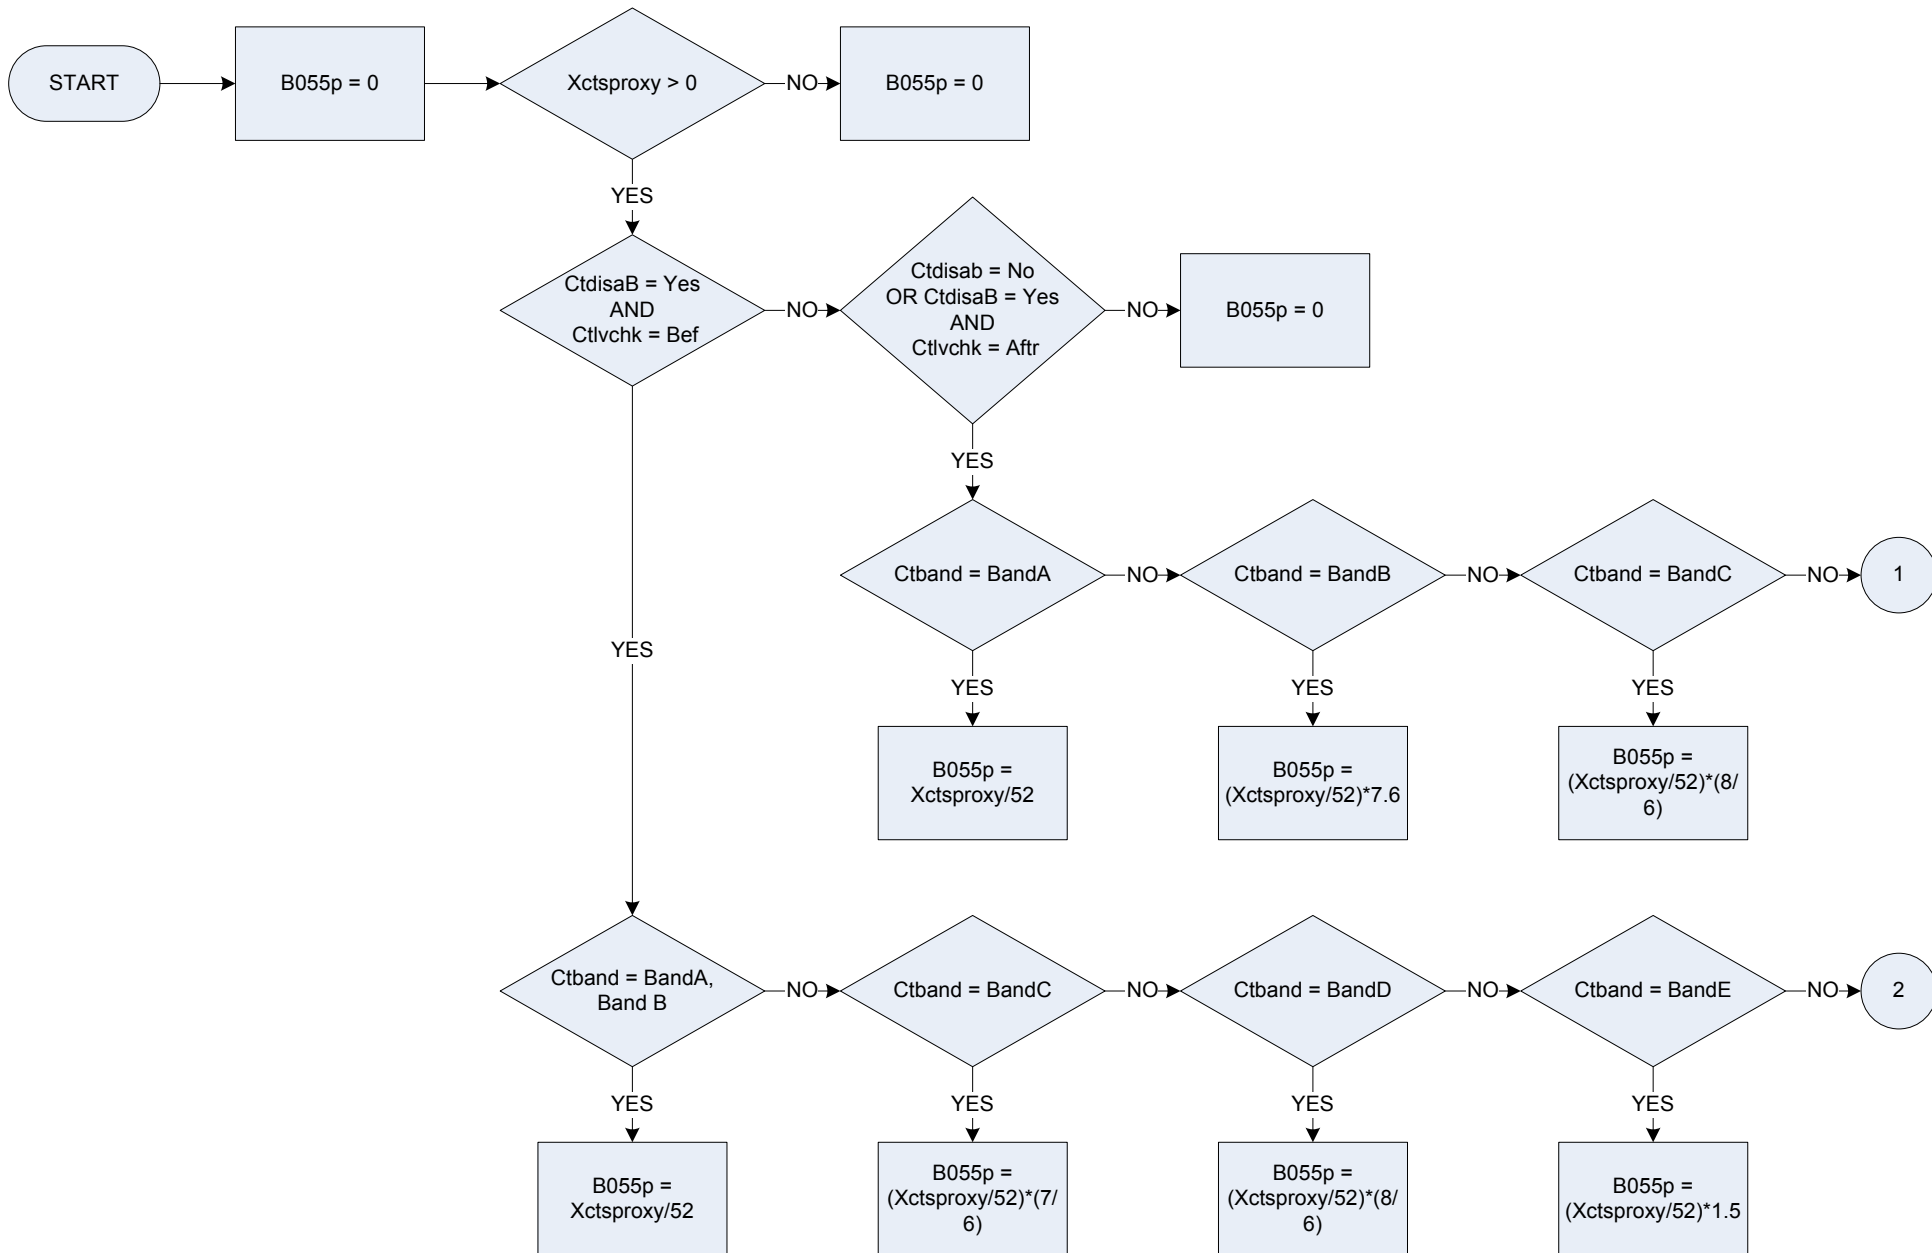 START
B055p = 0
Xctsproxy > 0
NO
B055p = 0
YES
CtdisaB = Yes
AND
Ctlvchk = Bef
NO
Ctdisab = No
OR CtdisaB = Yes
AND
Ctlvchk = Aftr
NO
B055p = 0
YES
Ctband = BandA
NO
Ctband = BandB
NO
Ctband = BandC
NO
1
YES
YES
YES
YES
B055p =
Xctsproxy/52
B055p =
(Xctsproxy/52)*7.6
B055p =
(Xctsproxy/52)*(8/
6)
Ctband = BandA,
Band B
NO
Ctband = BandC
NO
Ctband = BandD
NO
Ctband = BandE
NO
2
YES
YES
YES
YES
B055p =
Xctsproxy/52
B055p =
(Xctsproxy/52)*(7/
6)
B055p =
(Xctsproxy/52)*(8/
6)
B055p =
(Xctsproxy/52)*1.5